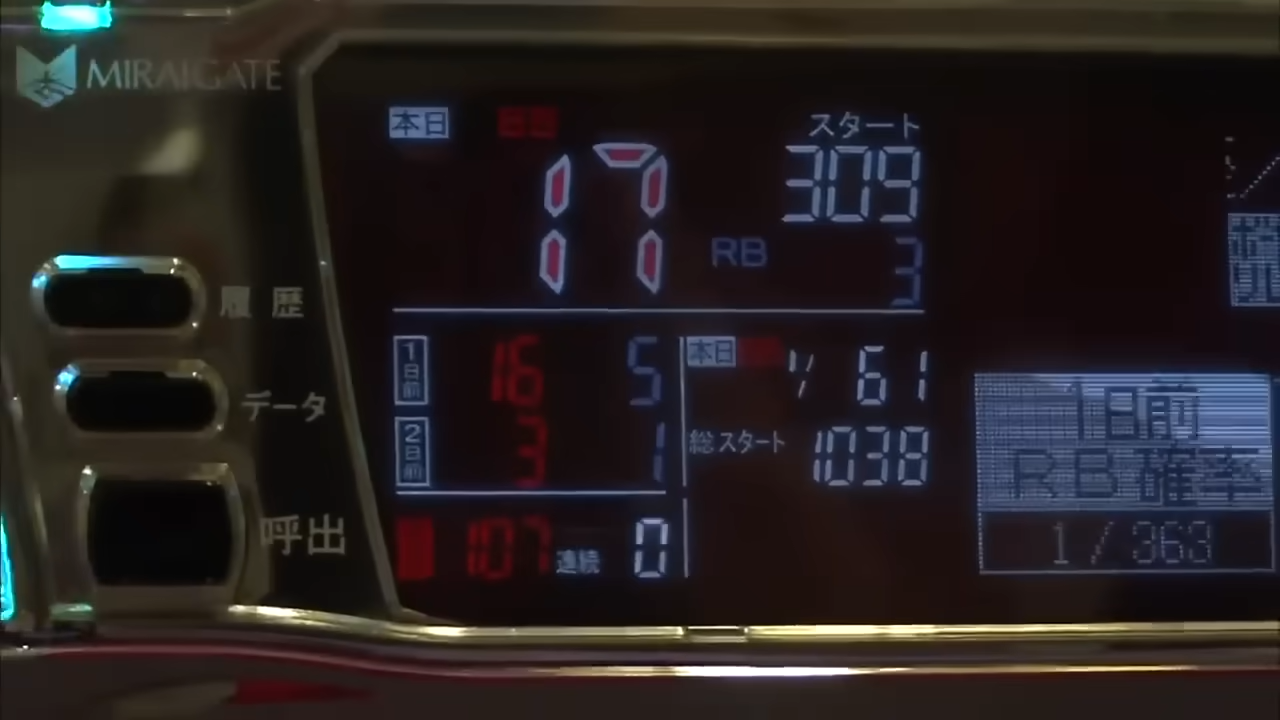 MIRAIGATE
本日
スタート
17
309
RB 3
履歴
1日前 16 5
本日 1/ 61
データ
2日前 3 1
総スタート 1038
1日前
RB確率
1/363
呼出
107 連続 0